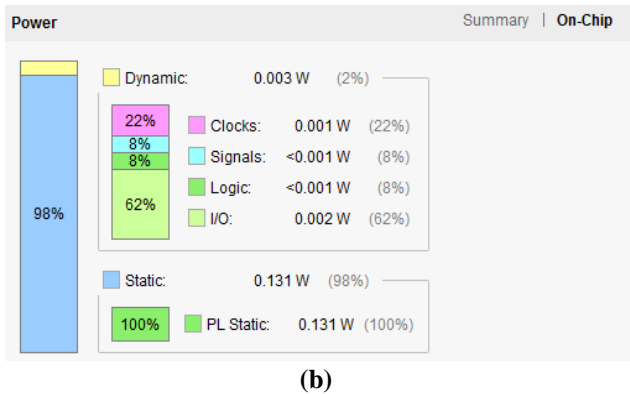 Power Summary | On-Chip
98%
Dynamic: 0.003 W (2%)
22%
8%
8%
62%
Clocks: 0.001 W (22%)
Signals: <0.001 W (8%)
Logic: <0.001 W (8%)
I/O: 0.002 W (62%)
Static: 0.131 W (98%)
100% PL Static: 0.131 W (100%)
(b)